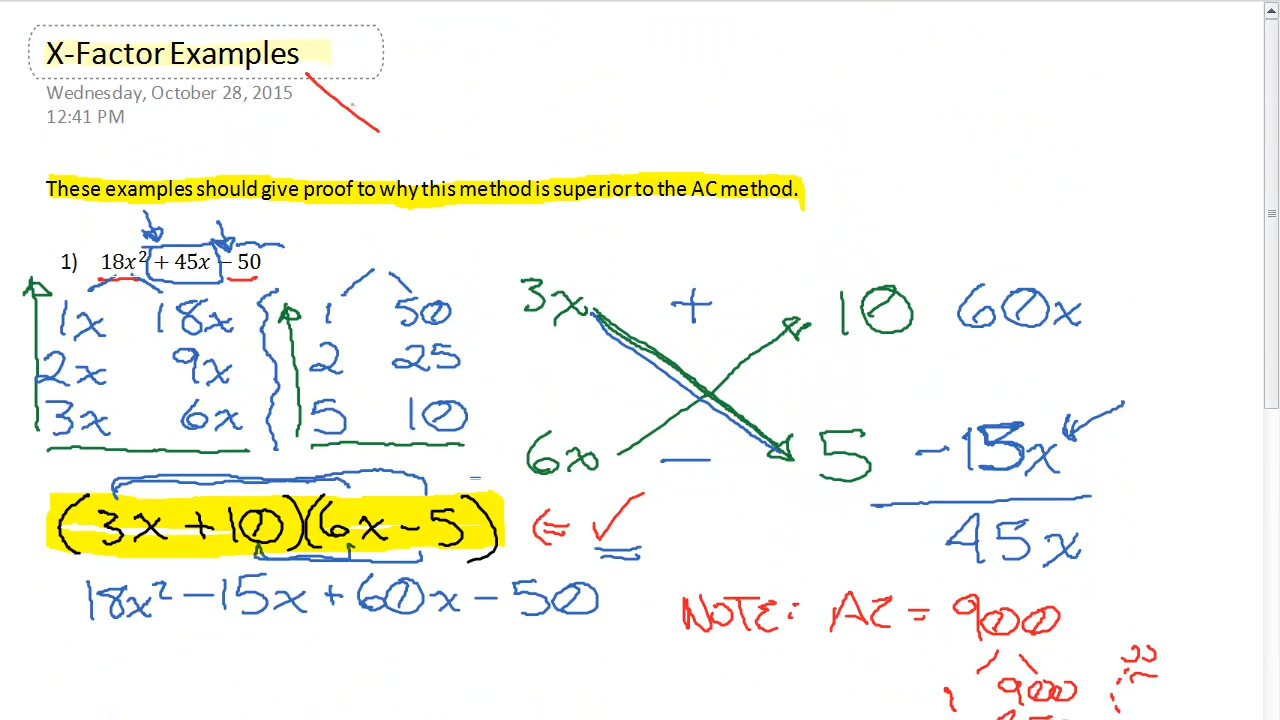 X-Factor Examples
Wednesday, October 28, 2015
12:41 PM
These examples should give proof to why this method is superior to the AC method.
1) 18x² + 45x − 50
1x 18x 1 50
2x 9x 2 25
3x 6x 5 10
3x + 10 60x
6x − 5 −15x
45x
(3x + 10)(6x − 5) ⇐ ✓
18x² − 15x + 60x − 50
NOTE: AC = 900
1 900